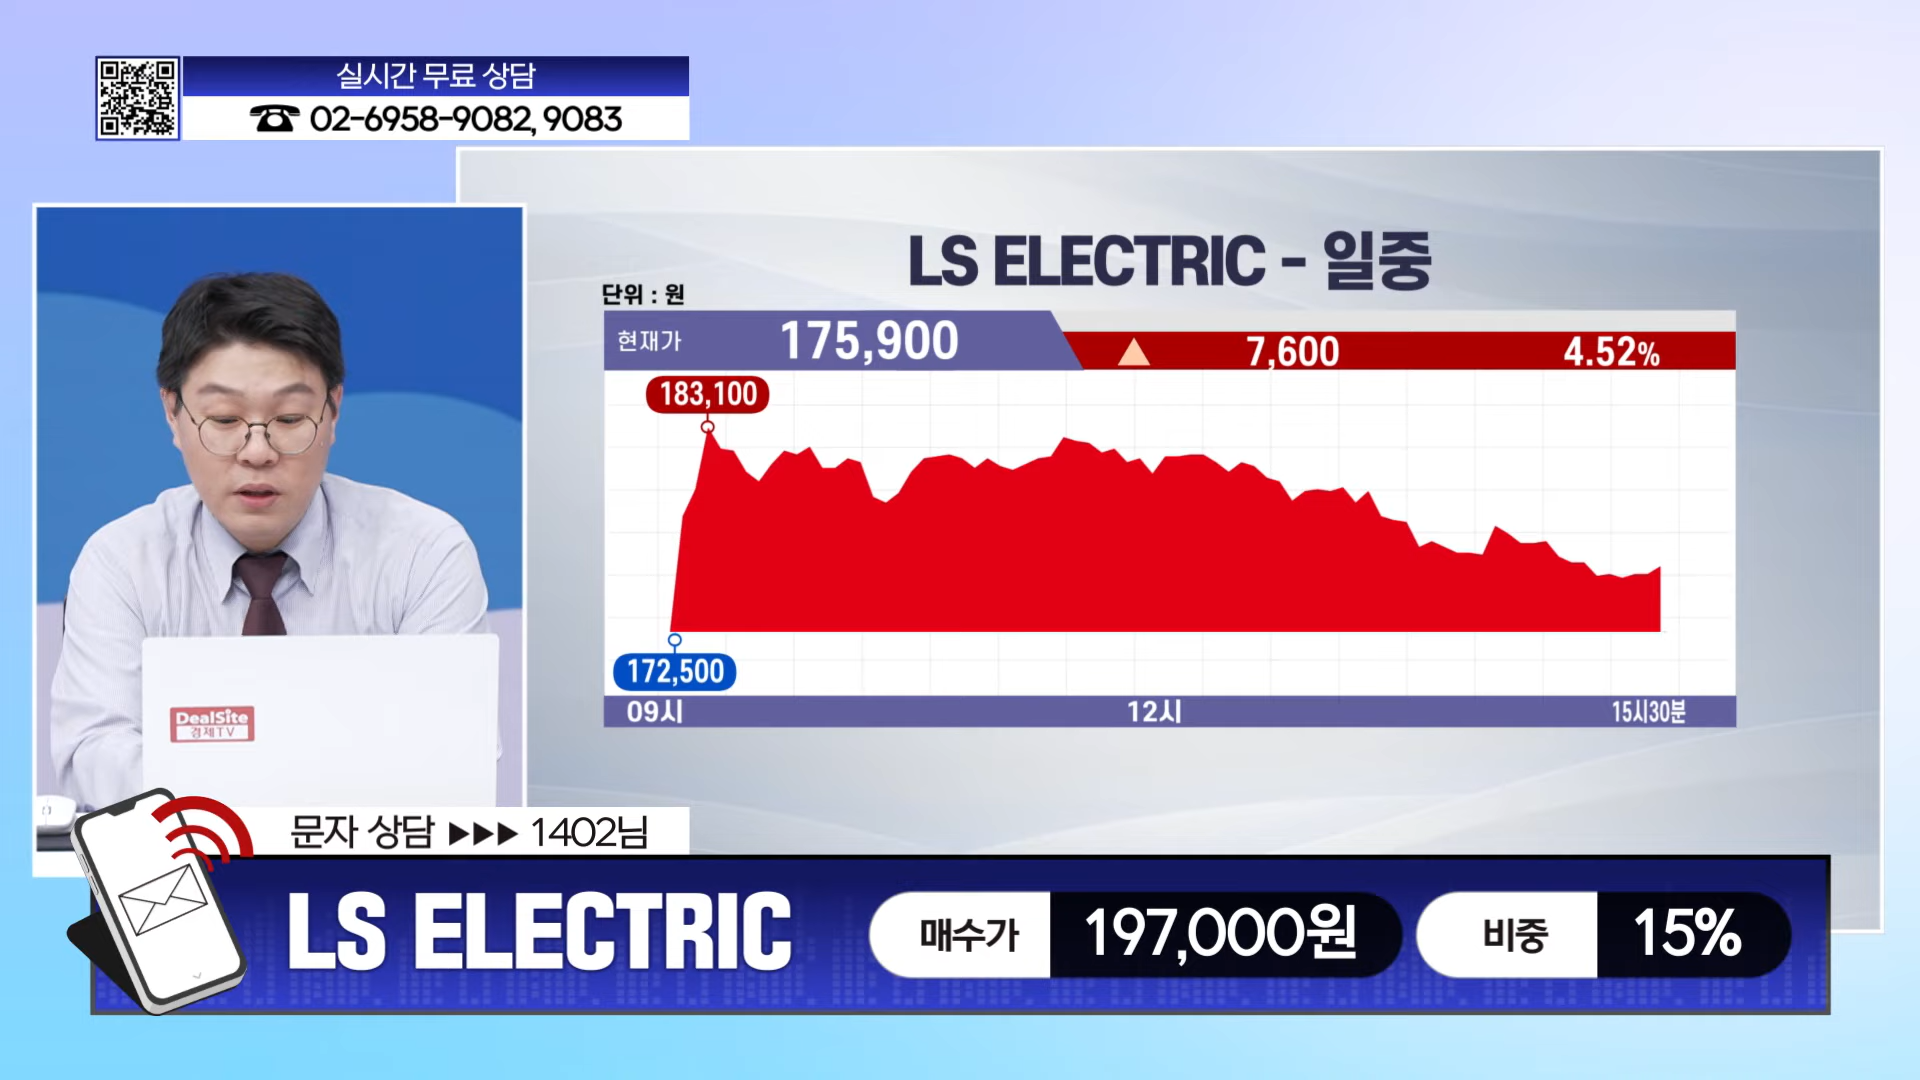 실시간 무료 상담
☎ 02-6958-9082, 9083
LS ELECTRIC - 일중
단위 : 원
현재가 175,900 ▲ 7,600 4.52%
183,100
172,500
09시 12시 15시30분
DealSite
경제TV
문자 상담 ▶▶▶ 1402님
LS ELECTRIC 매수가 197,000원 비중 15%